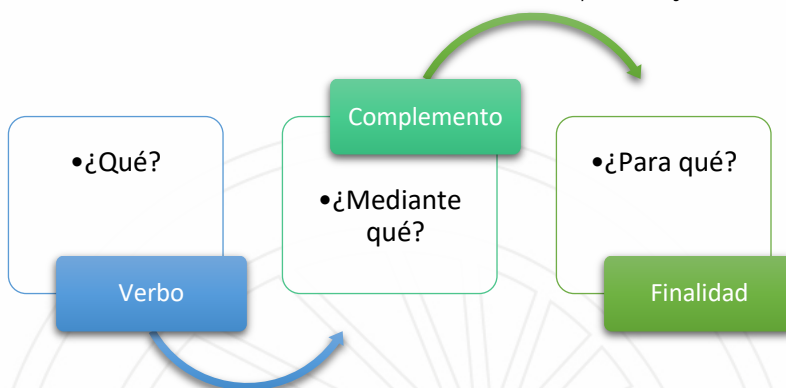 •¿Qué?
Verbo
Complemento
•¿Mediante
qué?
•¿Para qué?
Finalidad